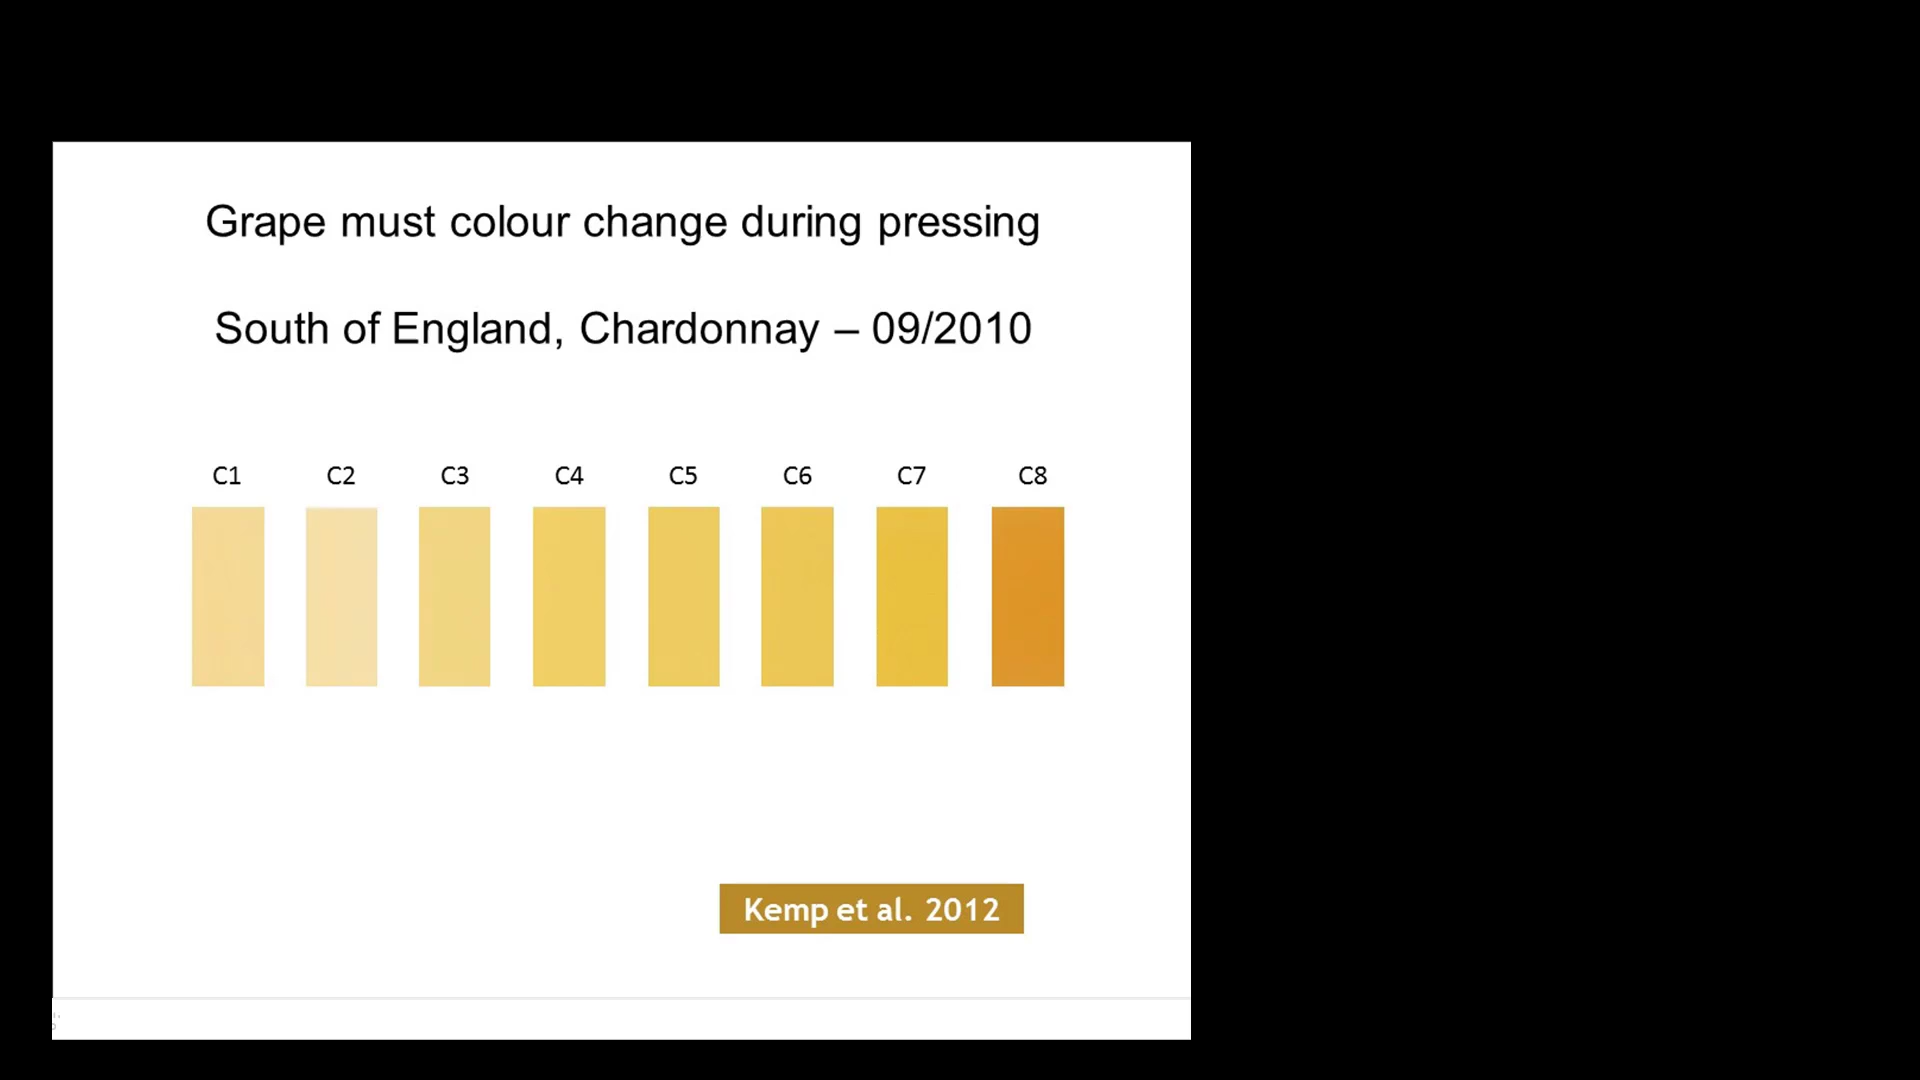 Grape must colour change during pressing
South of England, Chardonnay – 09/2010
C1 C2 C3 C4 C5 C6 C7 C8
Kemp et al. 2012